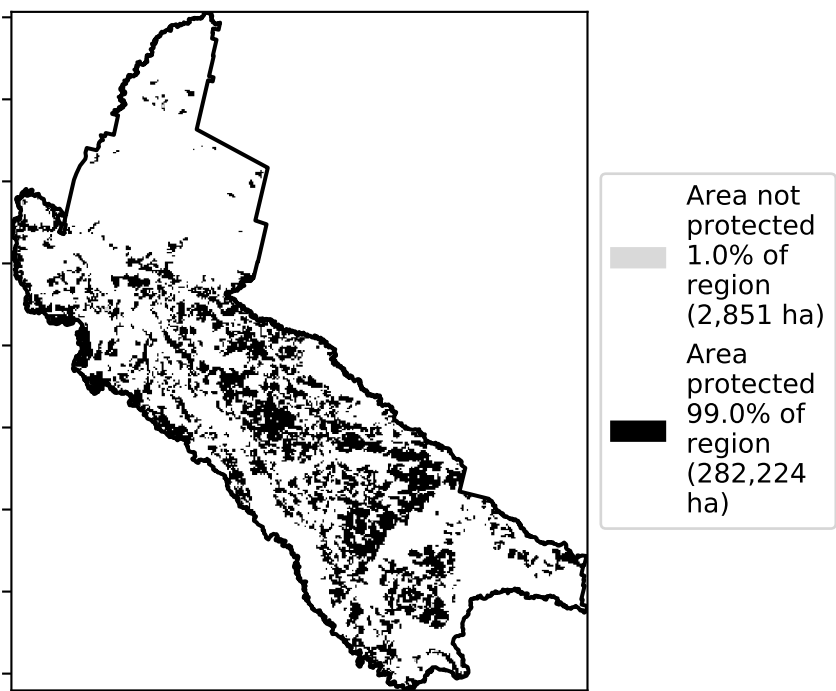 Area not
protected
1.0% of
region
(2,851 ha)
Area
protected
99.0% of
region
(282,224
ha)